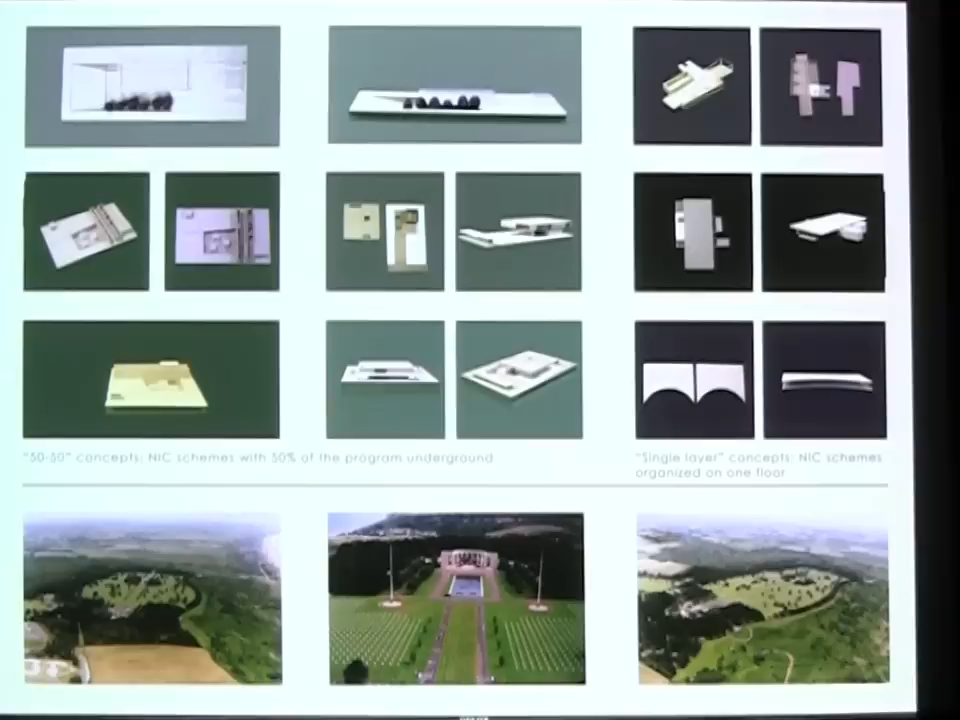 "50-50" concepts: NIC schemes with 50% of the program underground
"Single layer" concepts: NIC schemes
organized on one floor